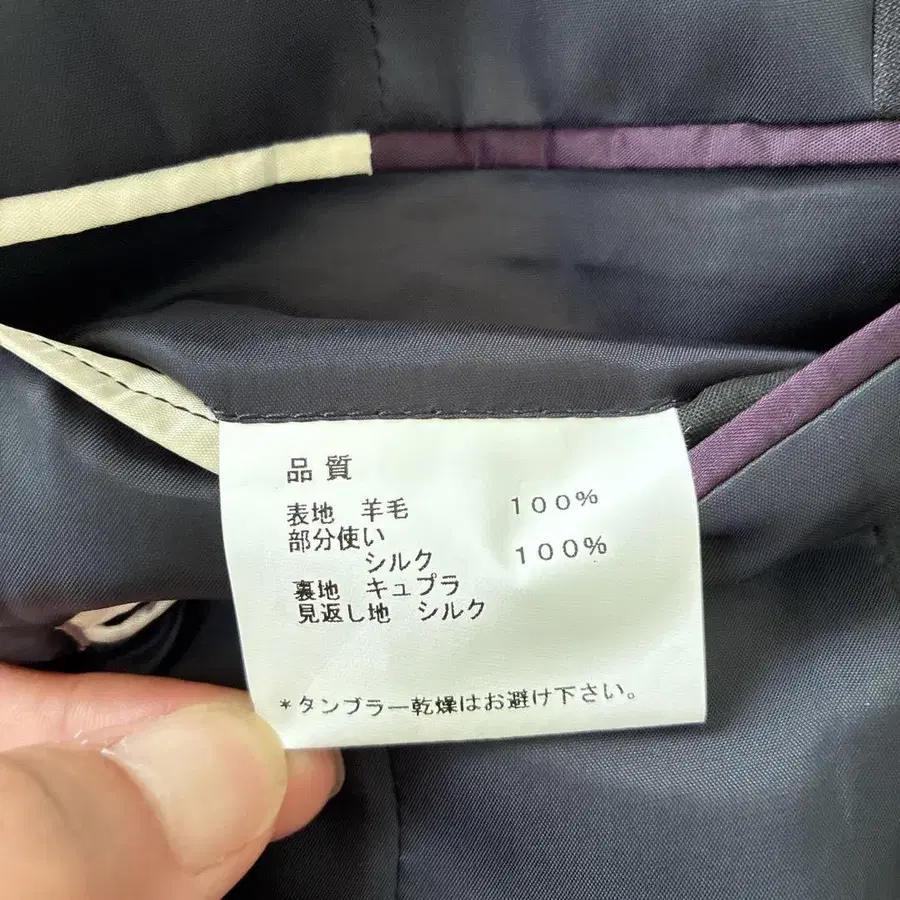 品質
表地 羊毛 100%
部分使い
シルク 100%
裏地 キュプラ
見返し地 シルク
*タンブラー乾燥はお避け下さい。